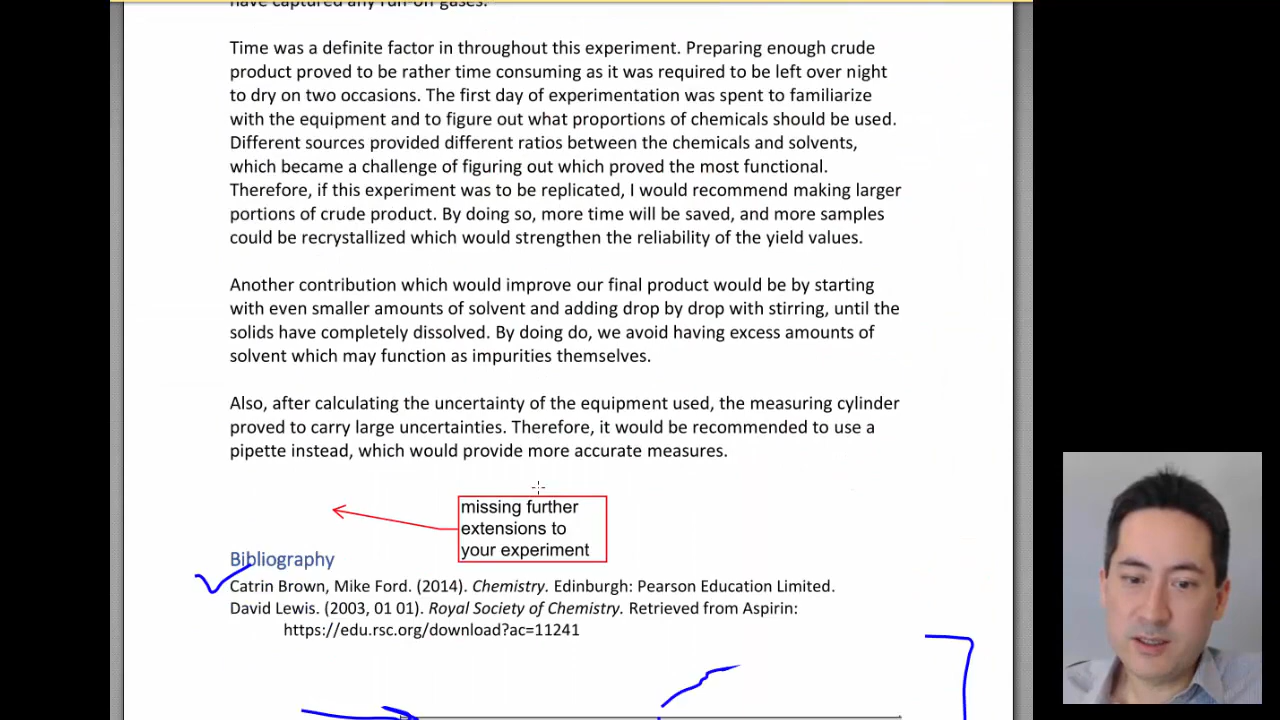 have captured any run-on gases.
Time was a definite factor in throughout this experiment. Preparing enough crude
product proved to be rather time consuming as it was required to be left over night
to dry on two occasions. The first day of experimentation was spent to familiarize
with the equipment and to figure out what proportions of chemicals should be used.
Different sources provided different ratios between the chemicals and solvents,
which became a challenge of figuring out which proved the most functional.
Therefore, if this experiment was to be replicated, I would recommend making larger
portions of crude product. By doing so, more time will be saved, and more samples
could be recrystallized which would strengthen the reliability of the yield values.
Another contribution which would improve our final product would be by starting
with even smaller amounts of solvent and adding drop by drop with stirring, until the
solids have completely dissolved. By doing do, we avoid having excess amounts of
solvent which may function as impurities themselves.
Also, after calculating the uncertainty of the equipment used, the measuring cylinder
proved to carry large uncertainties. Therefore, it would be recommended to use a
pipette instead, which would provide more accurate measures.
missing further
extensions to
your experiment
Bibliography
Catrin Brown, Mike Ford. (2014). Chemistry. Edinburgh: Pearson Education Limited.
David Lewis. (2003, 01 01). Royal Society of Chemistry. Retrieved from Aspirin:
https://edu.rsc.org/download?ac=11241